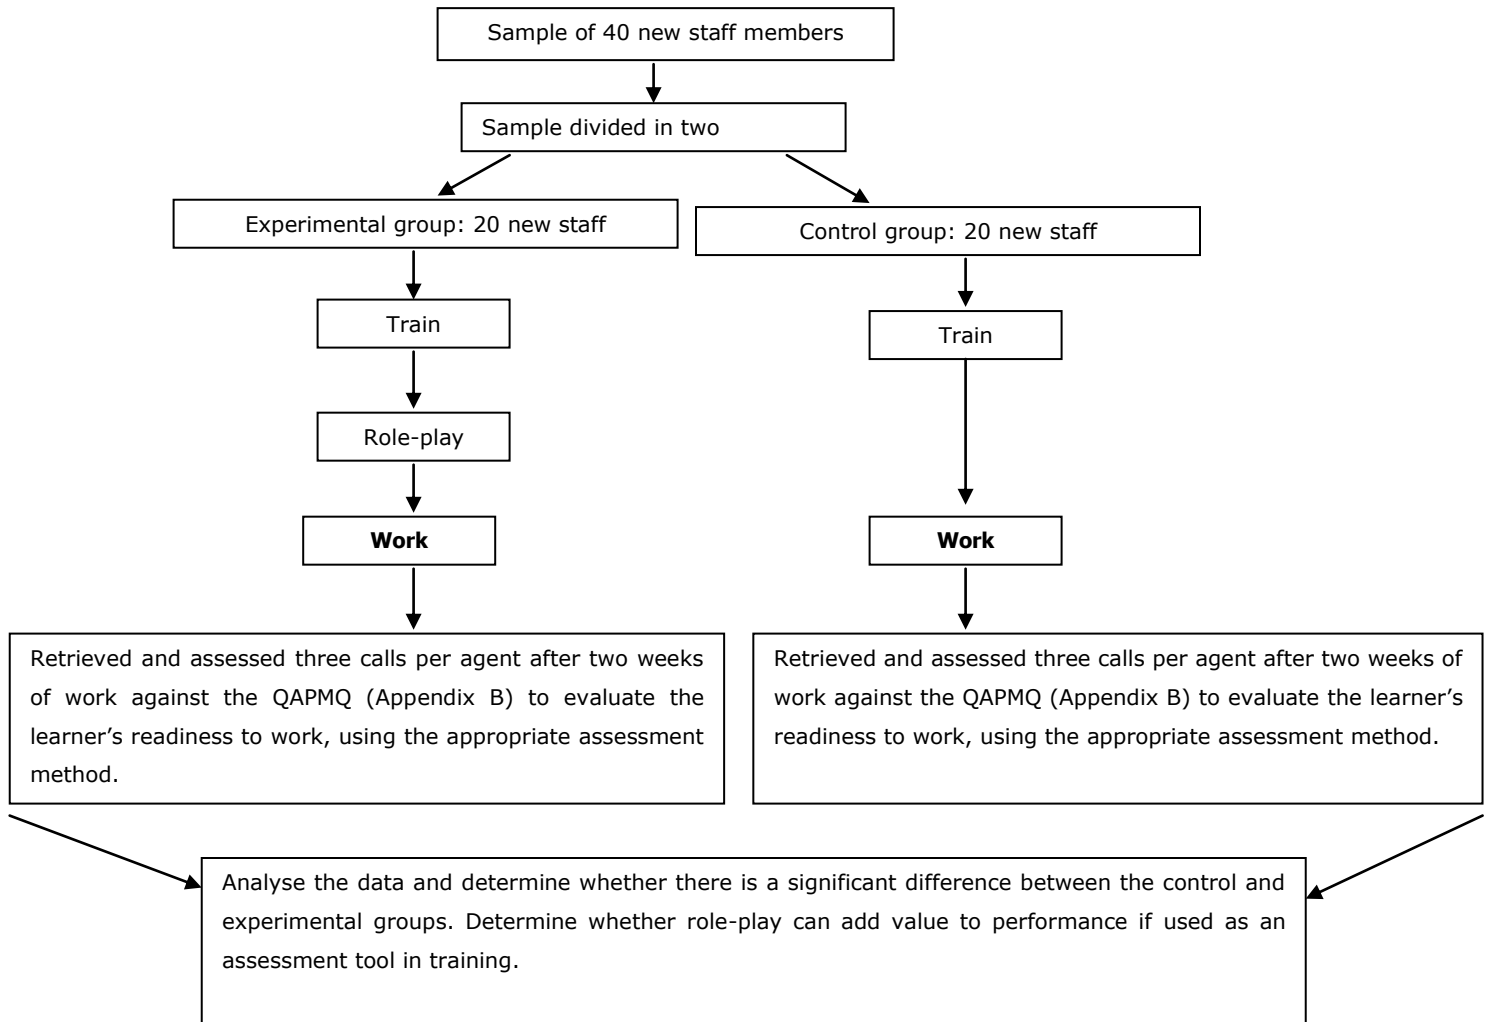 Sample of 40 new staff members
Sample divided in two
Experimental group: 20 new staff
Control group: 20 new staff
Train
Train
Role-play
Work
Work
Retrieved and assessed three calls per agent after two weeks
of work against the QAPMQ (Appendix B) to evaluate the
learner’s readiness to work, using the appropriate assessment
method.
Retrieved and assessed three calls per agent after two weeks of
work against the QAPMQ (Appendix B) to evaluate the learner’s
readiness to work, using the appropriate assessment method.
Analyse the data and determine whether there is a significant difference between the control and
experimental groups. Determine whether role-play can add value to performance if used as an
assessment tool in training.